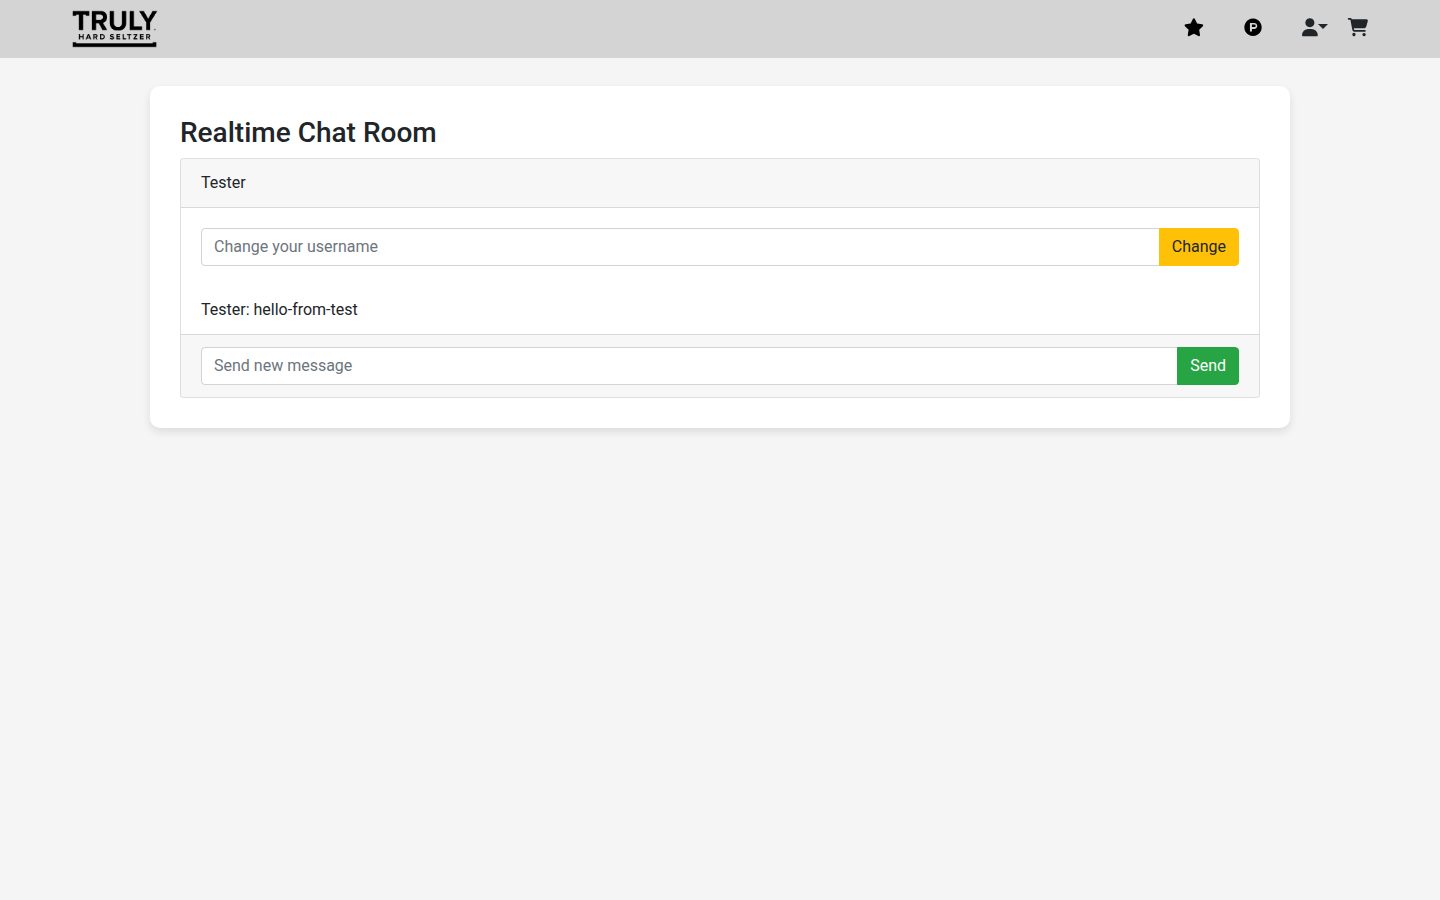 TRULY
HARD SELTZER
P
Realtime Chat Room
Tester
Change your username
Change
Tester: hello-from-test
Send new message
Send